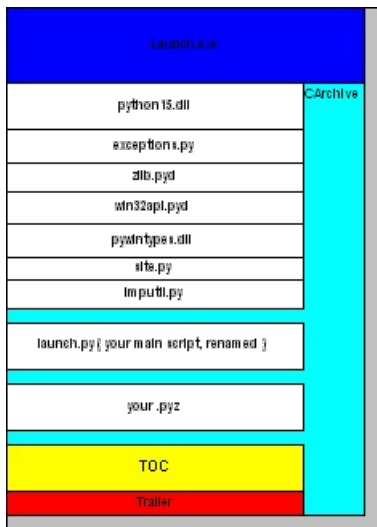 Launch.exe
CArchive
python15.dll
exceptions.py
zlib.pyd
win32api.pyd
pywintypes.dll
site.py
imputil.py
launch.py { your main script, renamed }
your .pyz
TOC
Trailer